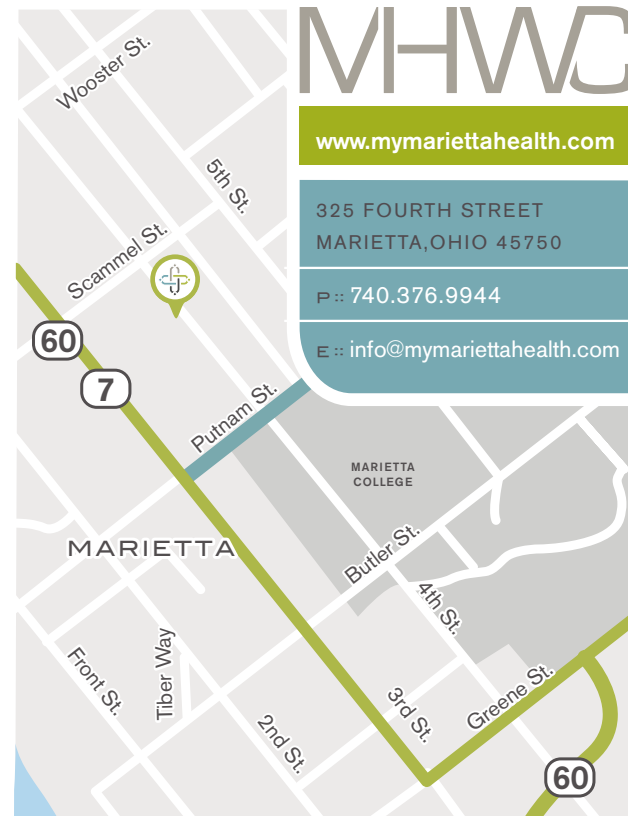 MHWC
www.mymariettahealth.com
325 FOURTH STREET
MARIETTA,OHIO 45750
P:: 740.376.9944
E:: info@mymariettahealth.com
Wooster St.
5th St.
Scammel St.
60
7
Putnam St.
MARIETTA
COLLEGE
MARIETTA
Butler St.
4th St.
Front St.
Tiber Way
2nd St.
3rd St.
Greene St.
60